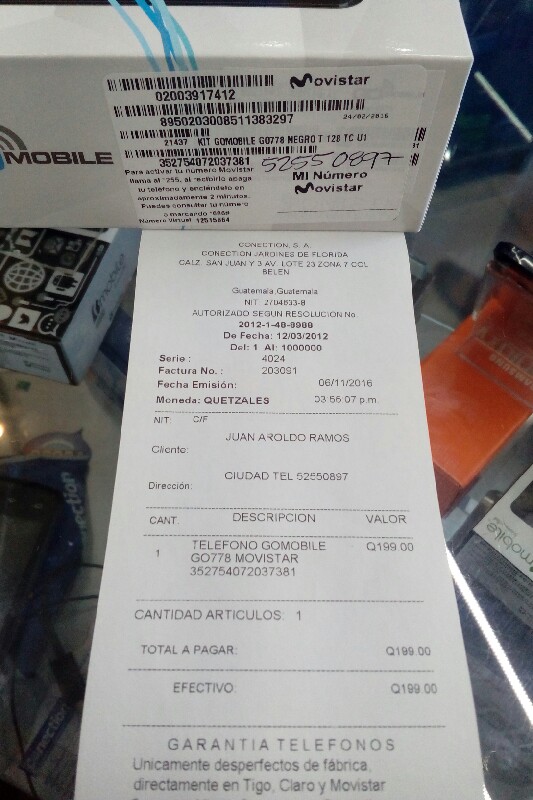 Movistar
02003917412
8950203008511383297
24/02/2016
21437 KIT GOMOBILE GO778 NEGRO T 128 TC U1
352754072037381
52550897
MOBILE
Para activar tu número Movistar
llama al *255, al recibirlo apaga
tu teléfono y enciéndelo en
aproximadamente 2 minutos.
Puedes consultar tu número
o marcando
Número Virtual 12515864
Mi Número
Movistar
CONECTION, S. A.
CONECTION JARDINES DE FLORIDA
CALZ. SAN JUAN Y 3 AV. LOTE 23 ZONA 7 COL
BELEN
Guatemala,Guatemala
NIT: 2704833-8
AUTORIZADO SEGUN RESOLUCION No.
2012-1-48-8988
De Fecha: 12/03/2012
Del: 1 Al: 1000000
Serie : 4024
Factura No. : 203091
Fecha Emisión: 06/11/2016
Moneda: QUETZALES 03:56:07 p.m.
NIT: C/F
JUAN AROLDO RAMOS
Cliente:
CIUDAD TEL 52550897
Dirección:
CANT. DESCRIPCION VALOR
1 TELEFONO GOMOBILE Q199.00
GO778 MOVISTAR
352754072037381
CANTIDAD ARTICULOS: 1
TOTAL A PAGAR: Q199.00
EFECTIVO: Q199.00
GARANTIA TELEFONOS
Unicamente desperfectos de fábrica,
directamente en Tigo, Claro y Movistar